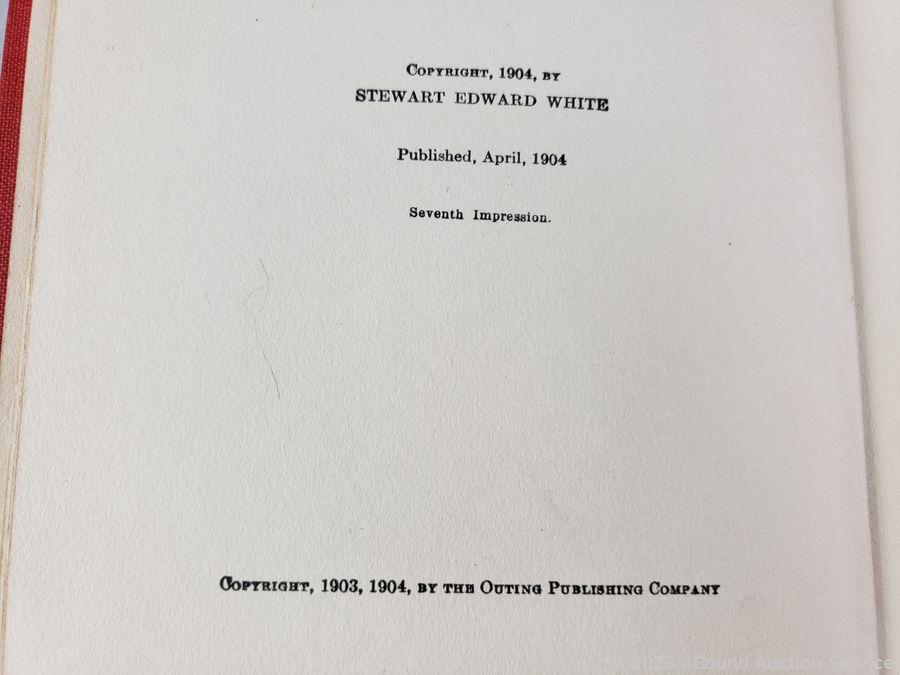 COPYRIGHT, 1904, BY
STEWART EDWARD WHITE
Published, April, 1904
Seventh Impression.
COPYRIGHT, 1903, 1904, BY THE OUTING PUBLISHING COMPANY
2026 - Sound Auction Service